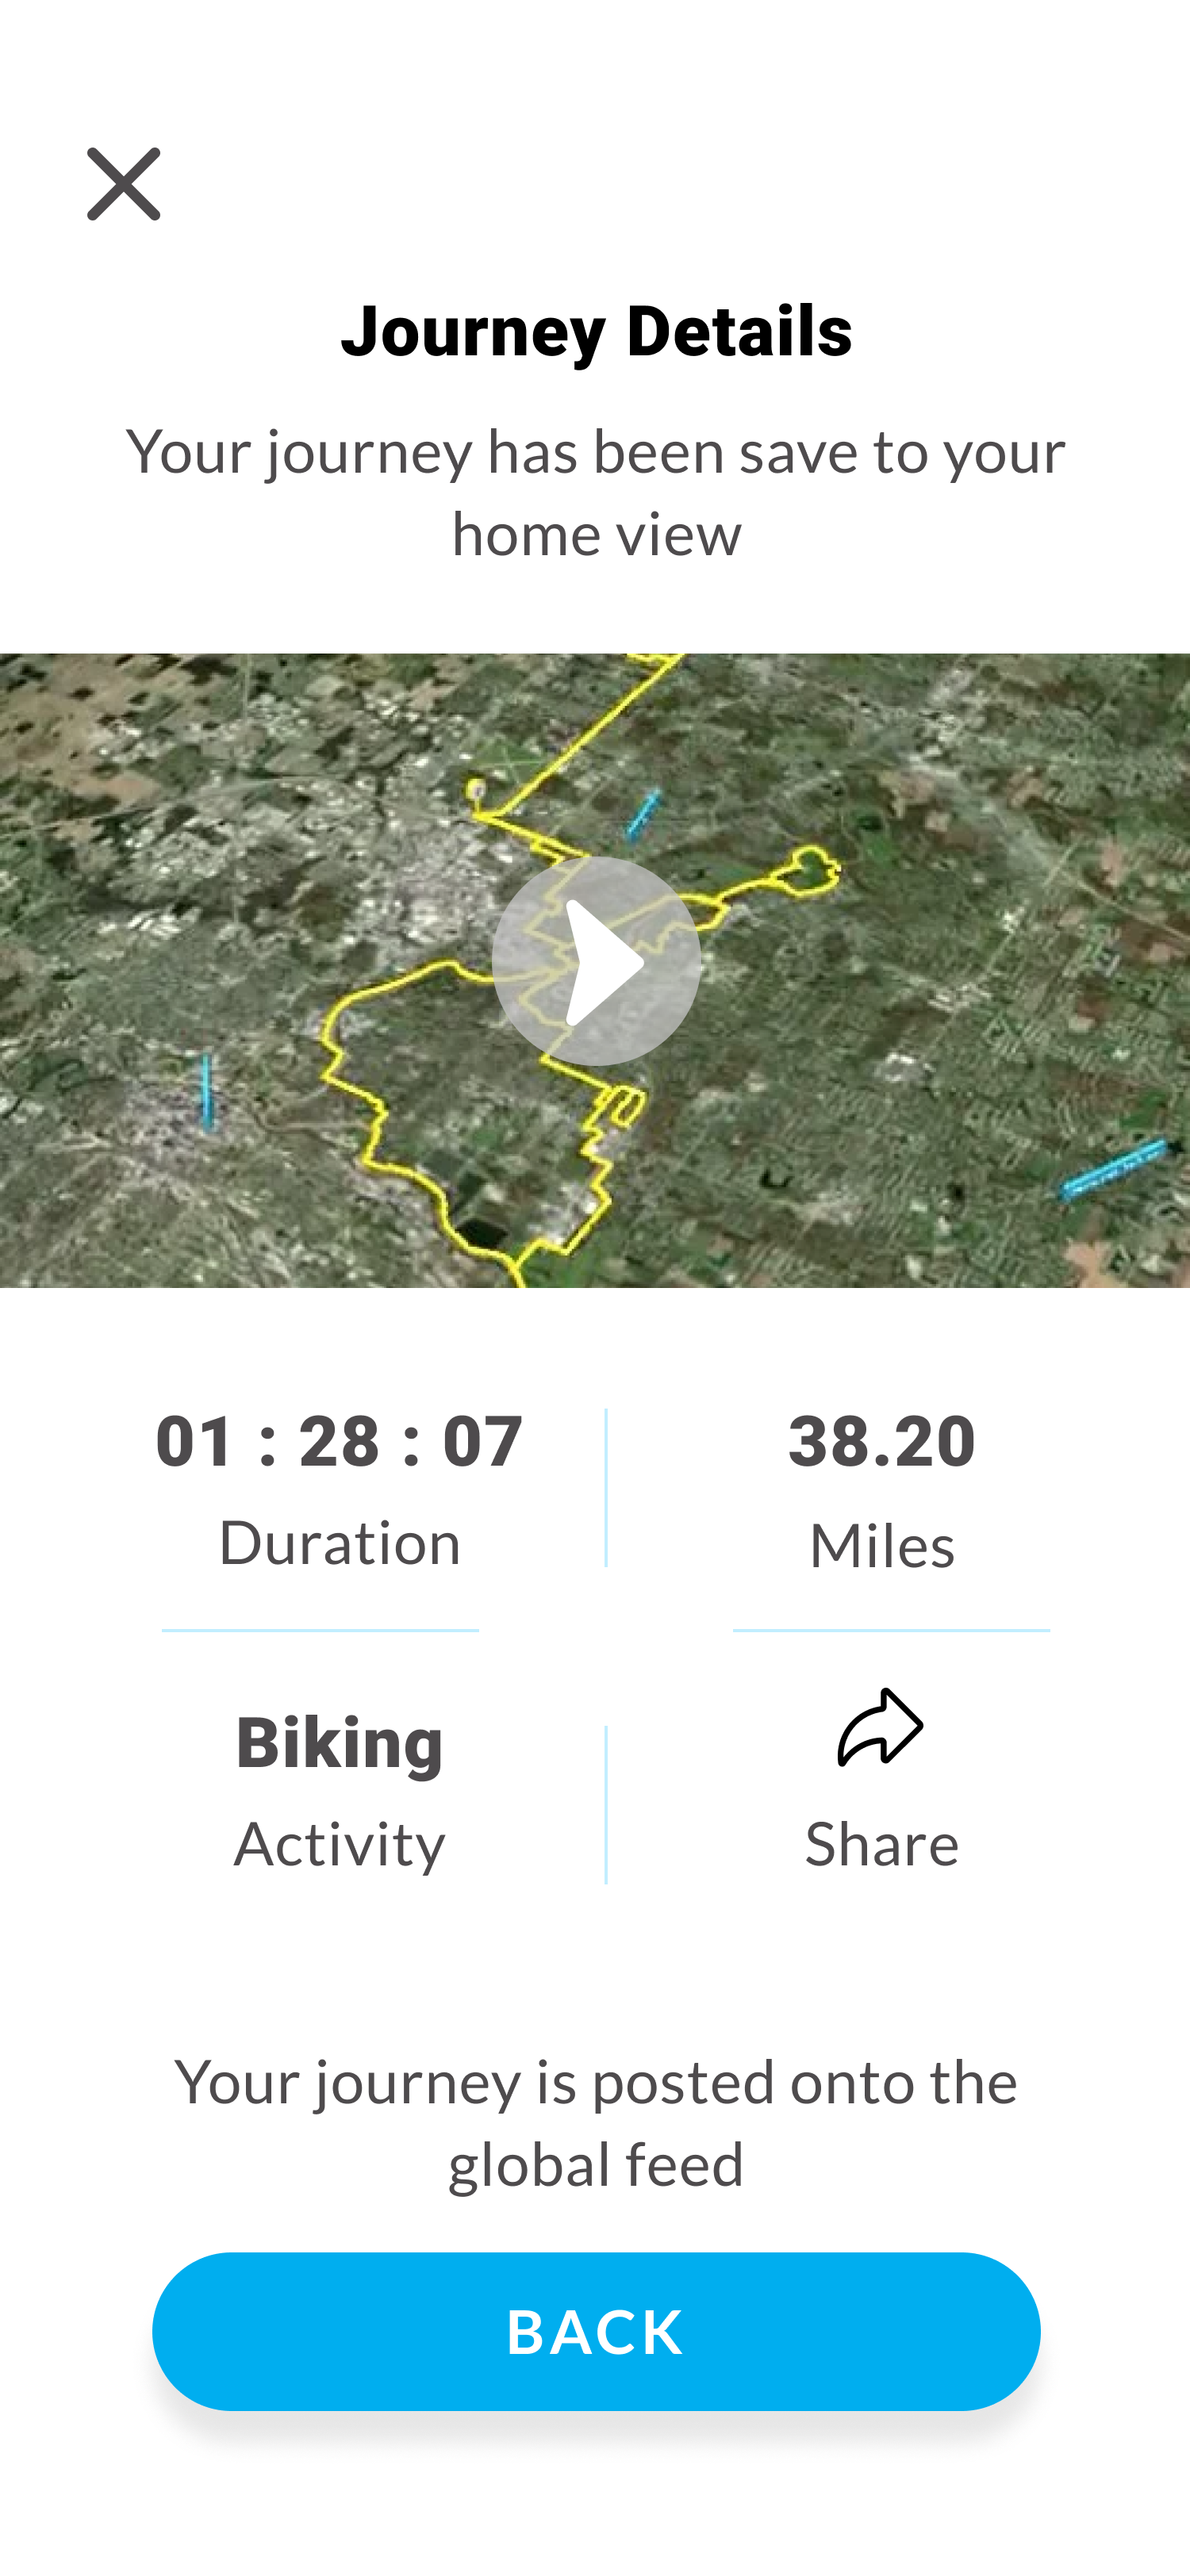 Journey Details
Your journey has been save to your
home view
01 : 28 : 07
Duration
38.20
Miles
Biking
Activity
Share
Your journey is posted onto the
global feed
BACK